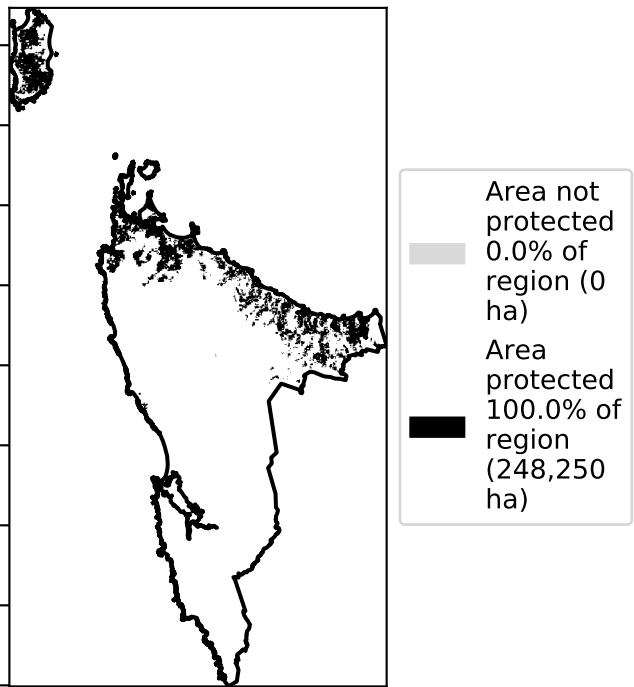 Area not
protected
0.0% of
region (0
ha)
Area
protected
100.0% of
region
(248,250
ha)